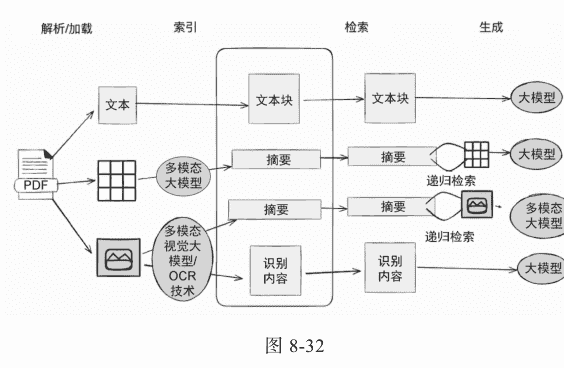 解析/加载
索引
检索
生成
文本
文本块
文本块
大模型
PDF
多模态
大模型
摘要
摘要
递归检索
大模型
多模态
视觉大
模型/
OCR
技术
摘要
摘要
递归检索
多模态
大模型
识别
内容
识别
内容
大模型
图 8-32